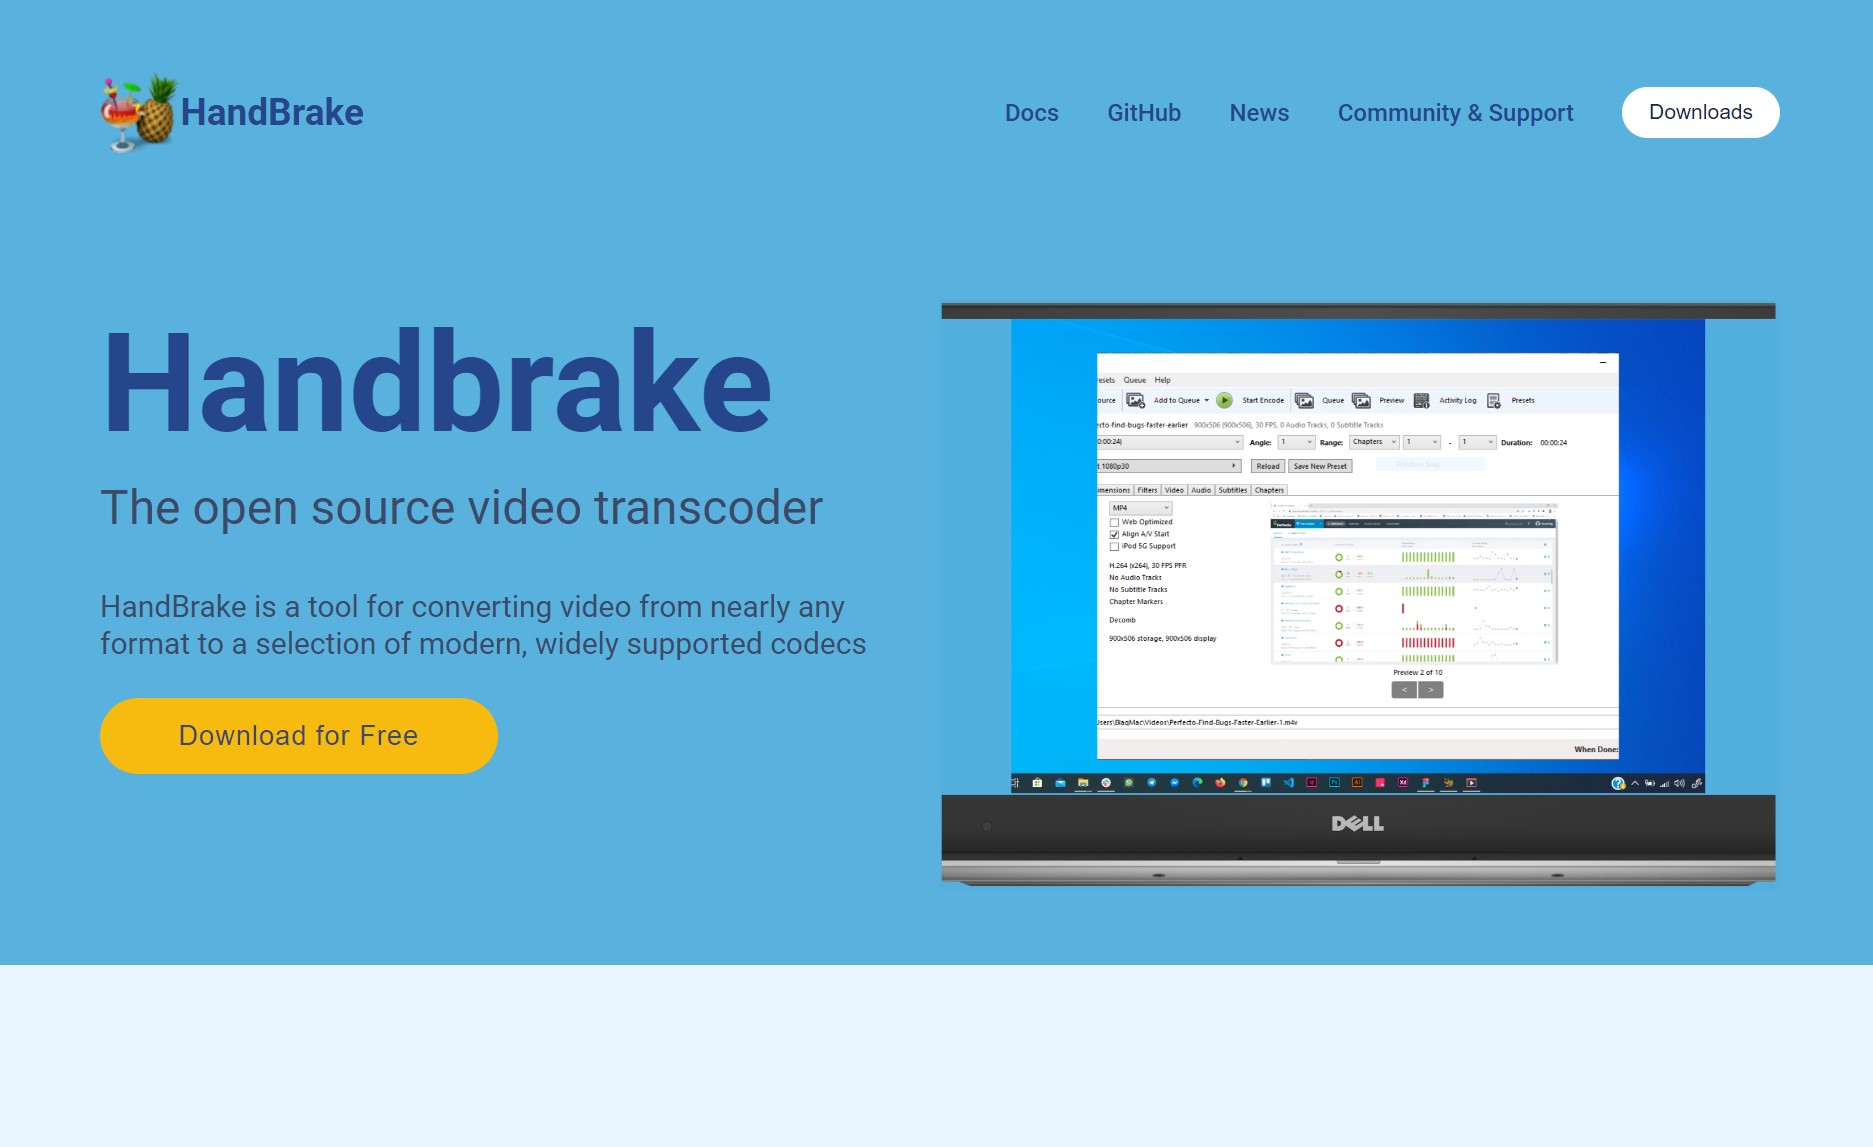 HandBrake
Docs GitHub News Community & Support Downloads
Handbrake
The open source video transcoder
HandBrake is a tool for converting video from nearly any
format to a selection of modern, widely supported codecs
Download for Free
resets Queue Help
ource Add to Queue Start Encode Queue Preview Activity Log Presets
fecto-find-bugs-faster-earlier 900x506 (900x506), 30 FPS, 0 Audio Tracks, 0 Subtitle Tracks
0:00:24) Angle: 1 Range: Chapters 1 - 1 Duration: 00:00:24
t 1080p30 Reload Save New Preset
imensions Filters Video Audio Subtitles Chapters
MP4
Web Optimized
Align A/V Start
iPod 5G Support
H.264 (x264), 30 FPS PFR
No Audio Tracks
No Subtitle Tracks
Chapter Markers
Decomb
900x506 storage, 900x506 display
Preview 2 of 10
< >
Jsers\BlaqMac\Videos\Perfecto-Find-Bugs-Faster-Earlier-1.m4v
When Done:
DELL